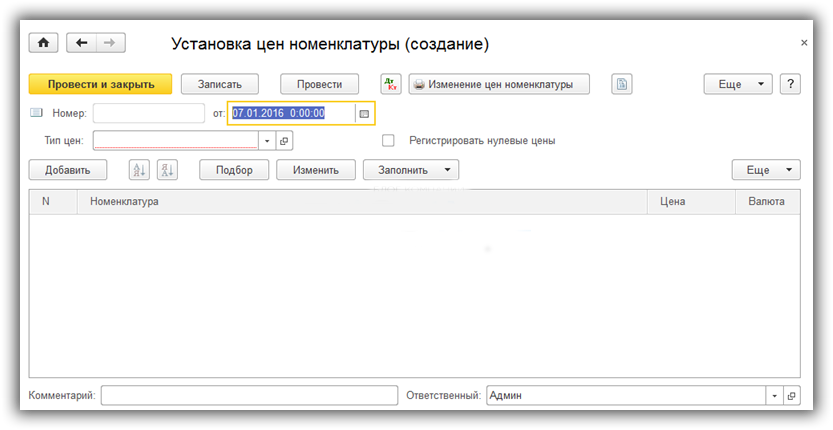 Установка цен номенклатуры (создание)
Провести и закрыть Записать Провести Дт Кт Изменение цен номенклатуры Еще ?
Номер: от: 07.01.2016 0:00:00
Тип цен: Регистрировать нулевые цены
Добавить А Я Я А Подбор Изменить Заполнить Еще
N Номенклатура Цена Валюта
Комментарий: Ответственный: Админ